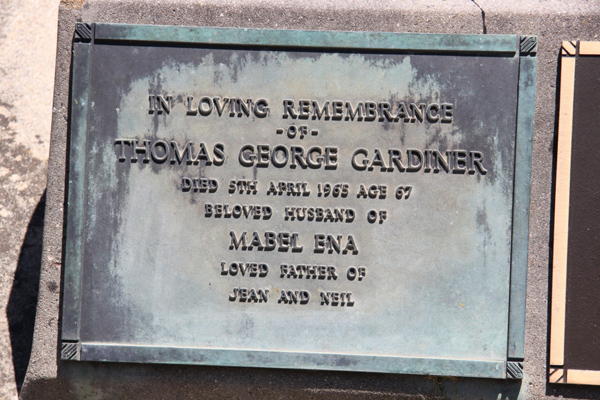 IN LOVING REMEMBRANCE
-OF-
THOMAS GEORGE GARDINER
DIED 5TH APRIL 1965 AGE 67
BELOVED HUSBAND OF
MABEL ENA
LOVED FATHER OF
JEAN AND NEIL